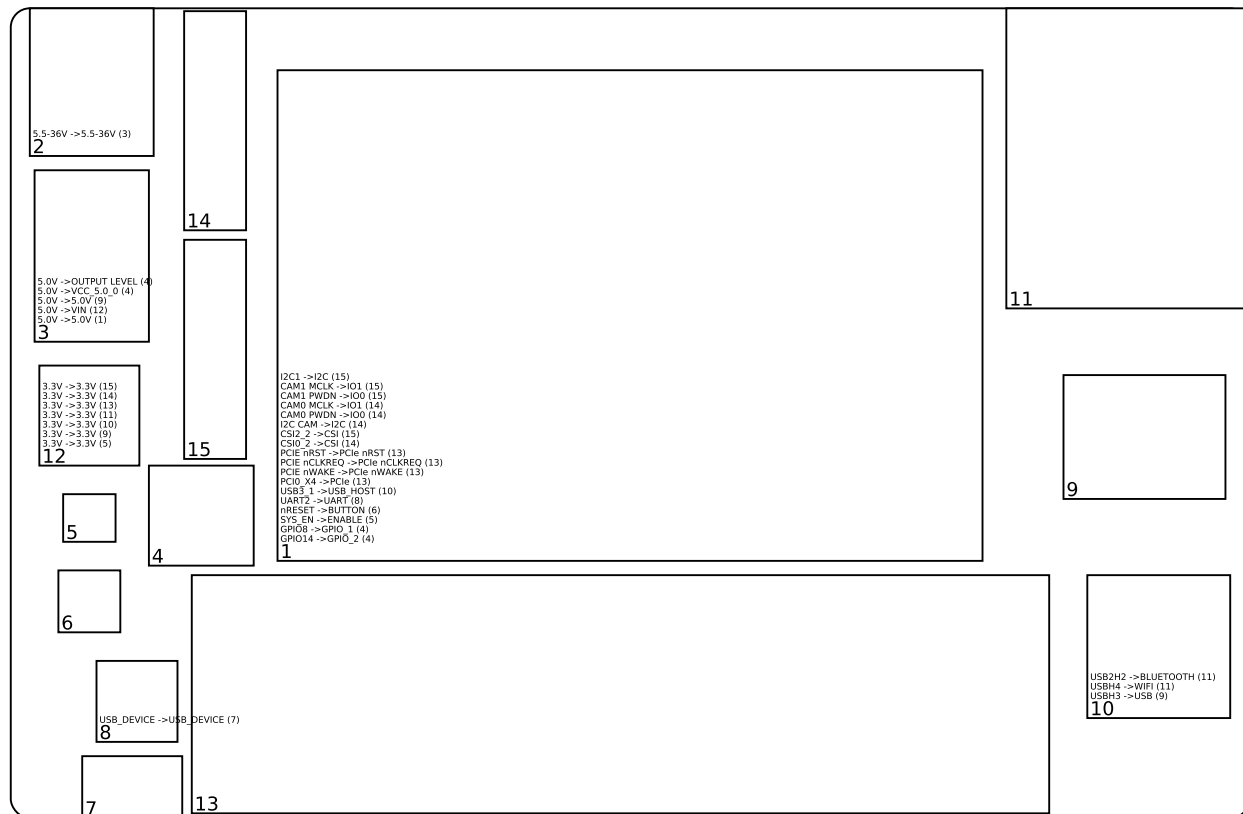 5.5-36V ->5.5-36V (3)
2
14
11
5.0V ->OUTPUT LEVEL (4)
5.0V ->VCC_5.0_0 (4)
5.0V ->5.0V (9)
5.0V ->VIN (12)
5.0V ->5.0V (1)
3
3.3V ->3.3V (15)
3.3V ->3.3V (14)
3.3V ->3.3V (13)
3.3V ->3.3V (11)
3.3V ->3.3V (10)
3.3V ->3.3V (9)
3.3V ->3.3V (5)
12
15
I2C1 ->I2C (15)
CAM1 MCLK ->IO1 (15)
CAM1 PWDN ->IO0 (15)
CAM0 MCLK ->IO1 (14)
CAM0 PWDN ->IO0 (14)
I2C CAM ->I2C (14)
CSI2_2 ->CSI (15)
CSI0_2 ->CSI (14)
PCIE nRST ->PCIe nRST (13)
PCIE nCLKREQ ->PCIe nCLKREQ (13)
PCIE nWAKE ->PCIe nWAKE (13)
PCI0_X4 ->PCIe (13)
USB3_1 ->USB_HOST (10)
UART2 ->UART (8)
nRESET ->BUTTON (6)
SYS_EN ->ENABLE (5)
GPIO8 ->GPIO_1 (4)
GPIO14 ->GPIO_2 (4)
1
9
5
4
6
USB_DEVICE ->USB_DEVICE (7)
8
USB2H2 ->BLUETOOTH (11)
USBH4 ->WIFI (11)
USBH3 ->USB (9)
10
7
13